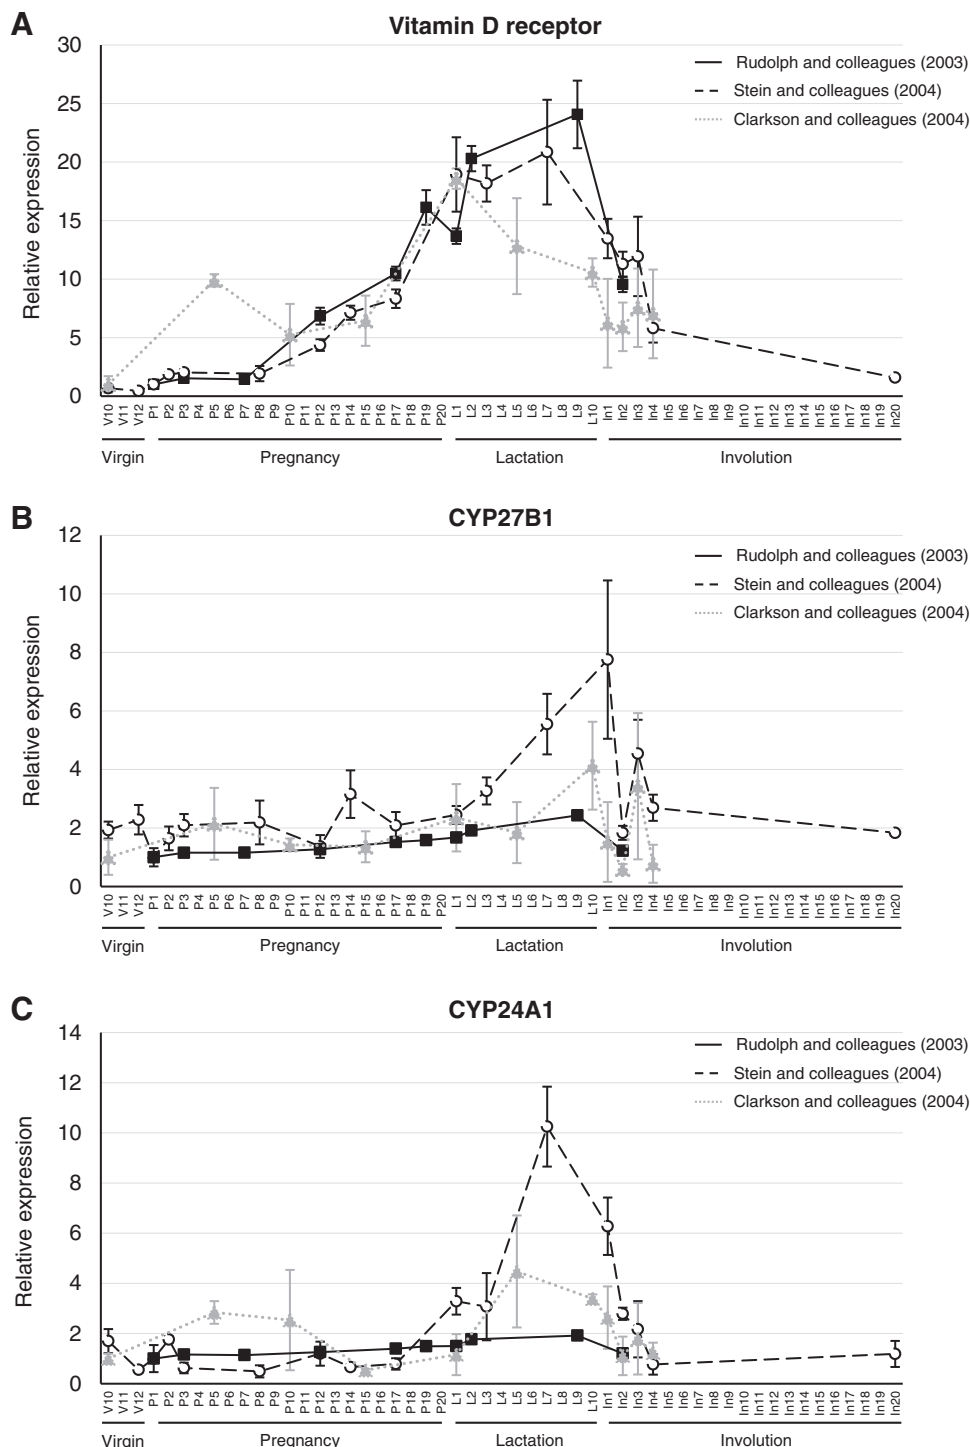 A
Vitamin D receptor
30
25
20
15
10
5
0
Relative expression
Rudolph and colleagues (2003)
Stein and colleagues (2004)
Clarkson and colleagues (2004)
V10 V11 V12 P1 P2 P3 P4 P5 P6 P7 P8 P9 P10 P11 P12 P13 P14 P15 P16 P17 P18 P19 P20 L1 L2 L3 L4 L5 L6 L7 L8 L9 L10 In1 In2 In3 In4 In5 In6 In7 In8 In9 In10 In11 In12 In13 In14 In15 In16 In17 In18 In19 In20
Virgin Pregnancy Lactation Involution
B
CYP27B1
12
10
8
6
4
2
0
Relative expression
Rudolph and colleagues (2003)
Stein and colleagues (2004)
Clarkson and colleagues (2004)
V10 V11 V12 P1 P2 P3 P4 P5 P6 P7 P8 P9 P10 P11 P12 P13 P14 P15 P16 P17 P18 P19 P20 L1 L2 L3 L4 L5 L6 L7 L8 L9 L10 In1 In2 In3 In4 In5 In6 In7 In8 In9 In10 In11 In12 In13 In14 In15 In16 In17 In18 In19 In20
Virgin Pregnancy Lactation Involution
C
CYP24A1
14
12
10
8
6
4
2
0
Relative expression
Rudolph and colleagues (2003)
Stein and colleagues (2004)
Clarkson and colleagues (2004)
V10 V11 V12 P1 P2 P3 P4 P5 P6 P7 P8 P9 P10 P11 P12 P13 P14 P15 P16 P17 P18 P19 P20 L1 L2 L3 L4 L5 L6 L7 L8 L9 L10 In1 In2 In3 In4 In5 In6 In7 In8 In9 In10 In11 In12 In13 In14 In15 In16 In17 In18 In19 In20
Virgin Pregnancy Lactation Involution